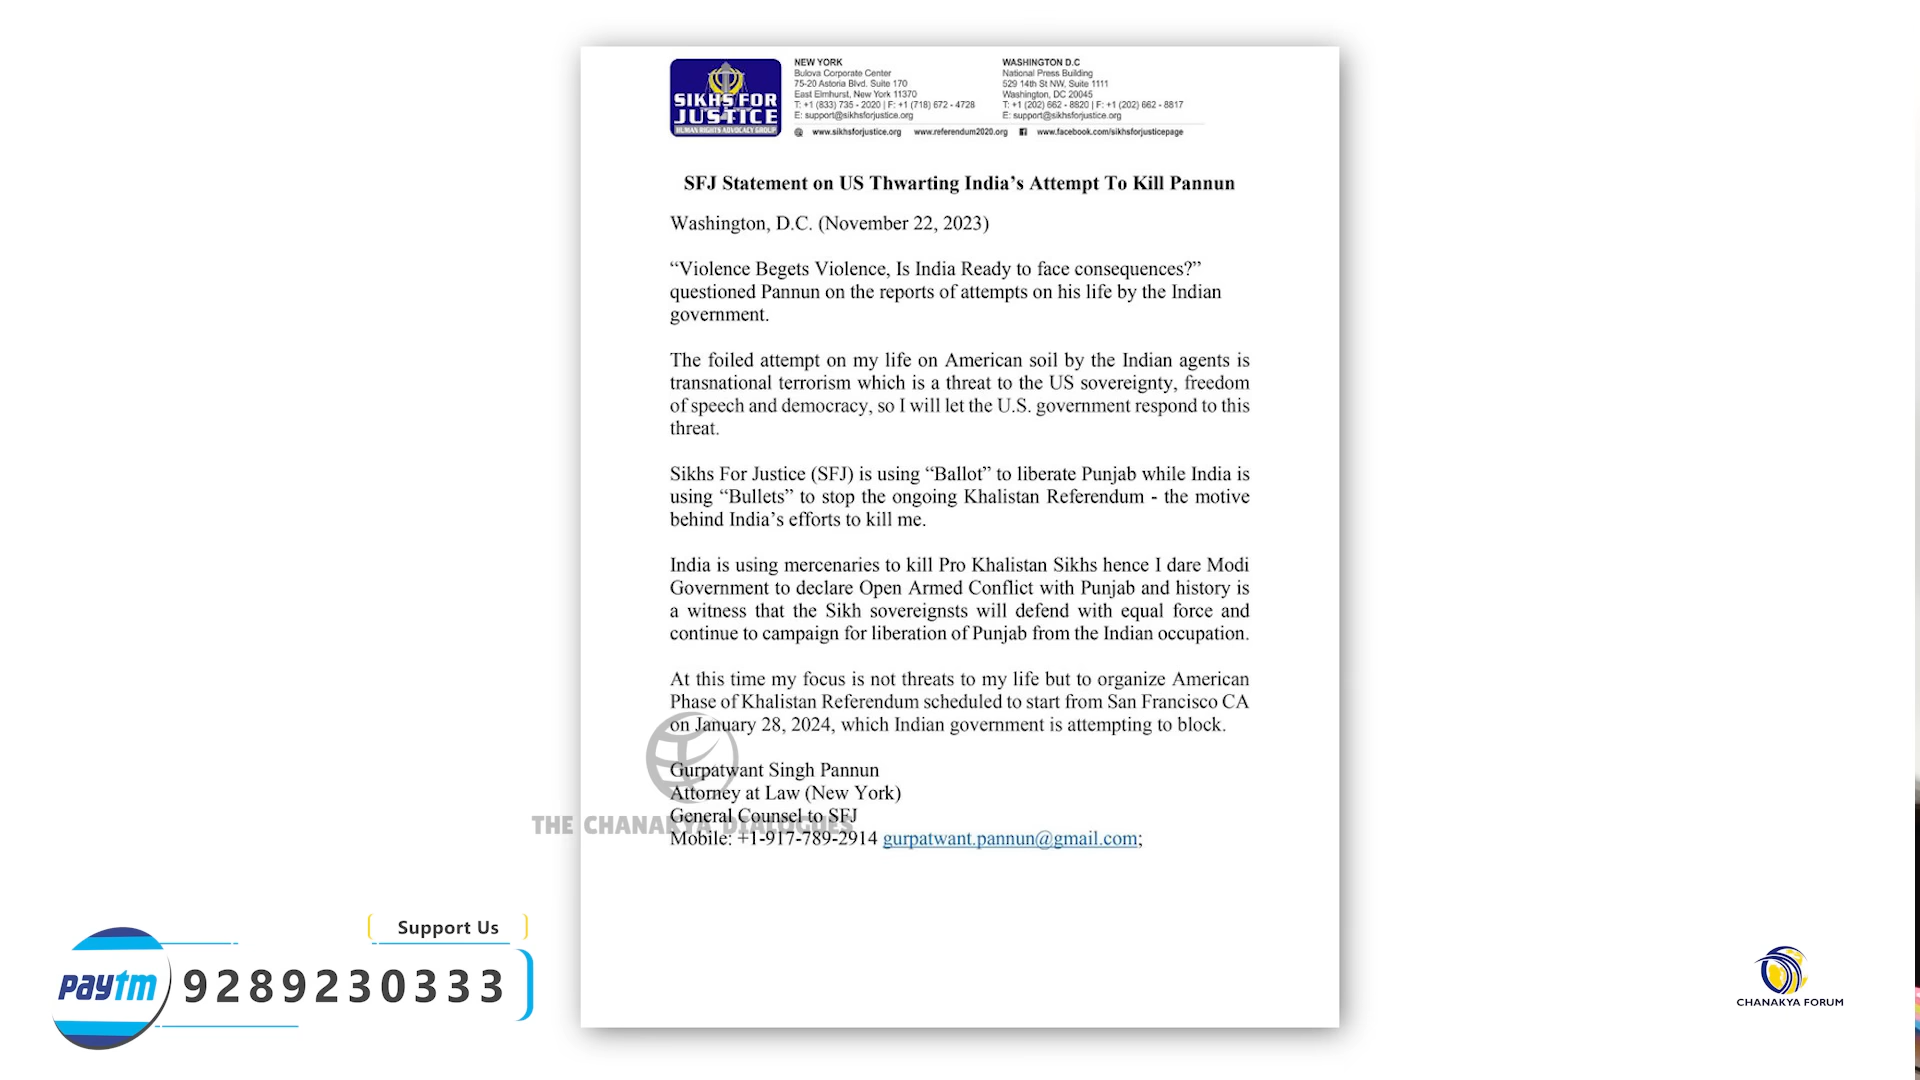 SIKHS FOR
JUSTICE
HUMAN RIGHTS ADVOCACY GROUP
NEW YORK
Bulova Corporate Center
75-20 Astoria Blvd. Suite 170
East Elmhurst, New York 11370
T: +1 (833) 735 - 2020 | F: +1 (718) 672 - 4728
E: support@sikhsforjustice.org
WASHINGTON D.C
National Press Building
529 14th St NW, Suite 1111
Washington, DC 20045
T: +1 (202) 662 - 8820 | F: +1 (202) 662 - 8817
E: support@sikhsforjustice.org
www.sikhsforjustice.org www.referendum2020.org www.facebook.com/sikhsforjusticepage
SFJ Statement on US Thwarting India’s Attempt To Kill Pannun
Washington, D.C. (November 22, 2023)
“Violence Begets Violence, Is India Ready to face consequences?”
questioned Pannun on the reports of attempts on his life by the Indian
government.
The foiled attempt on my life on American soil by the Indian agents is
transnational terrorism which is a threat to the US sovereignty, freedom
of speech and democracy, so I will let the U.S. government respond to this
threat.
Sikhs For Justice (SFJ) is using “Ballot” to liberate Punjab while India is
using “Bullets” to stop the ongoing Khalistan Referendum - the motive
behind India’s efforts to kill me.
India is using mercenaries to kill Pro Khalistan Sikhs hence I dare Modi
Government to declare Open Armed Conflict with Punjab and history is
a witness that the Sikh sovereignsts will defend with equal force and
continue to campaign for liberation of Punjab from the Indian occupation.
At this time my focus is not threats to my life but to organize American
Phase of Khalistan Referendum scheduled to start from San Francisco CA
on January 28, 2024, which Indian government is attempting to block.
Gurpatwant Singh Pannun
Attorney at Law (New York)
General Counsel to SFJ
Mobile: +1-917-789-2914 gurpatwant.pannun@gmail.com;
THE CHANAKYA DIALOGUES
Support Us
paytm 9289230333
CHANAKYA FORUM